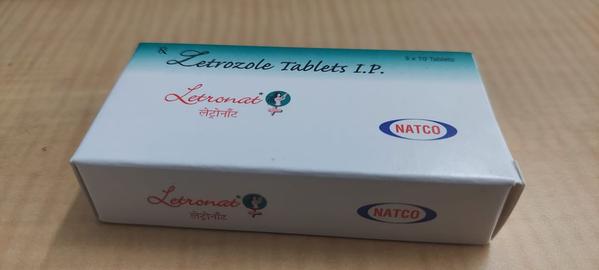 Rx
Letrozole Tablets I.P.
5 x 10 Tablets
Letronat
लेट्रोनॉट
NATCO
Letronat
लेट्रोनॉट
NATCO